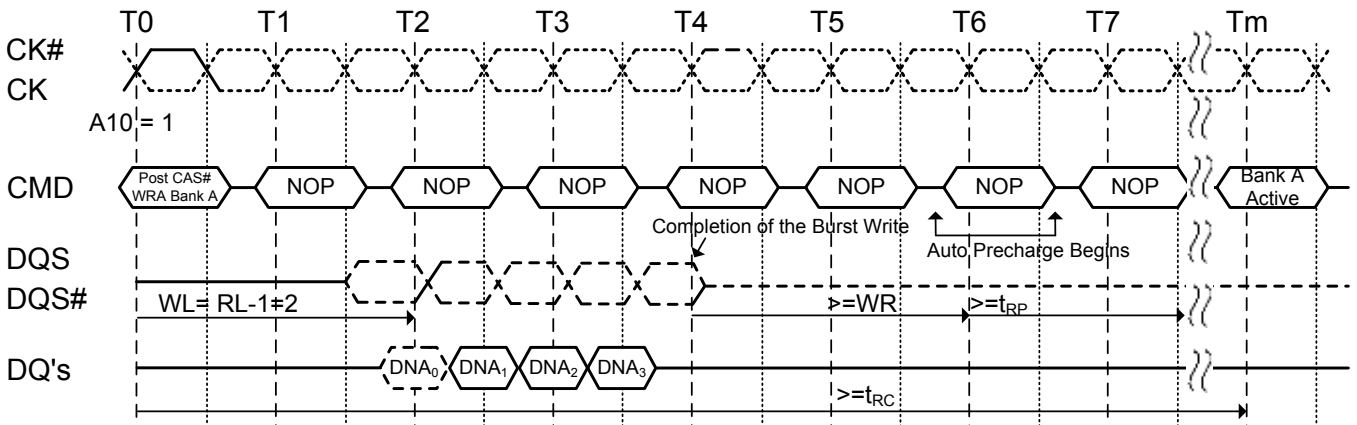 T0 T1 T2 T3 T4 T5 T6 T7 Tm
CK#
CK
A10 = 1
CMD
Post CAS#
WRA Bank A
NOP NOP NOP NOP NOP NOP NOP
Bank A
Active
Completion of the Burst Write
Auto Precharge Begins
DQS
DQS#
WL= RL-1=2
>=WR
>=tRP
DQ's
DNA0 DNA1 DNA2 DNA3
>=tRC